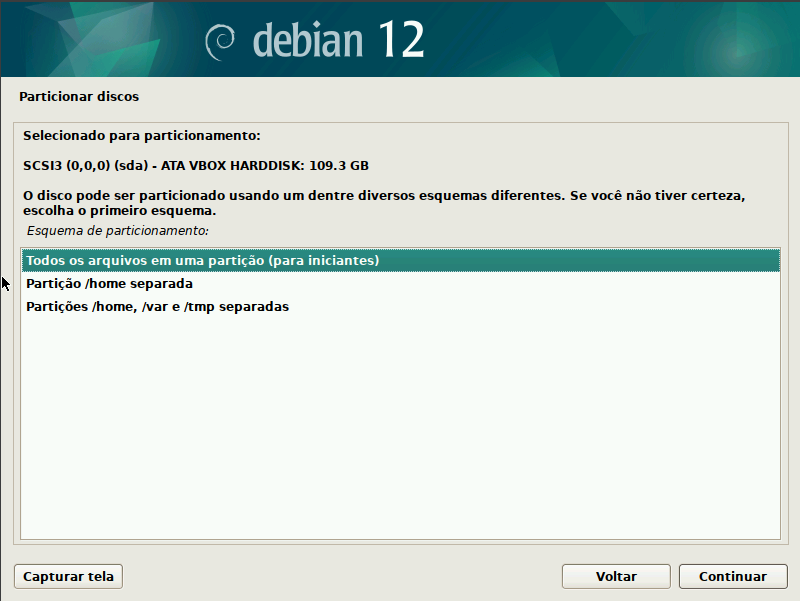 debian 12
Particionar discos
Selecionado para particionamento:
SCSI3 (0,0,0) (sda) - ATA VBOX HARDDISK: 109.3 GB
O disco pode ser particionado usando um dentre diversos esquemas diferentes. Se você não tiver certeza,
escolha o primeiro esquema.
Esquema de particionamento:
Todos os arquivos em uma partição (para iniciantes)
Partição /home separada
Partições /home, /var e /tmp separadas
Capturar tela
Voltar
Continuar